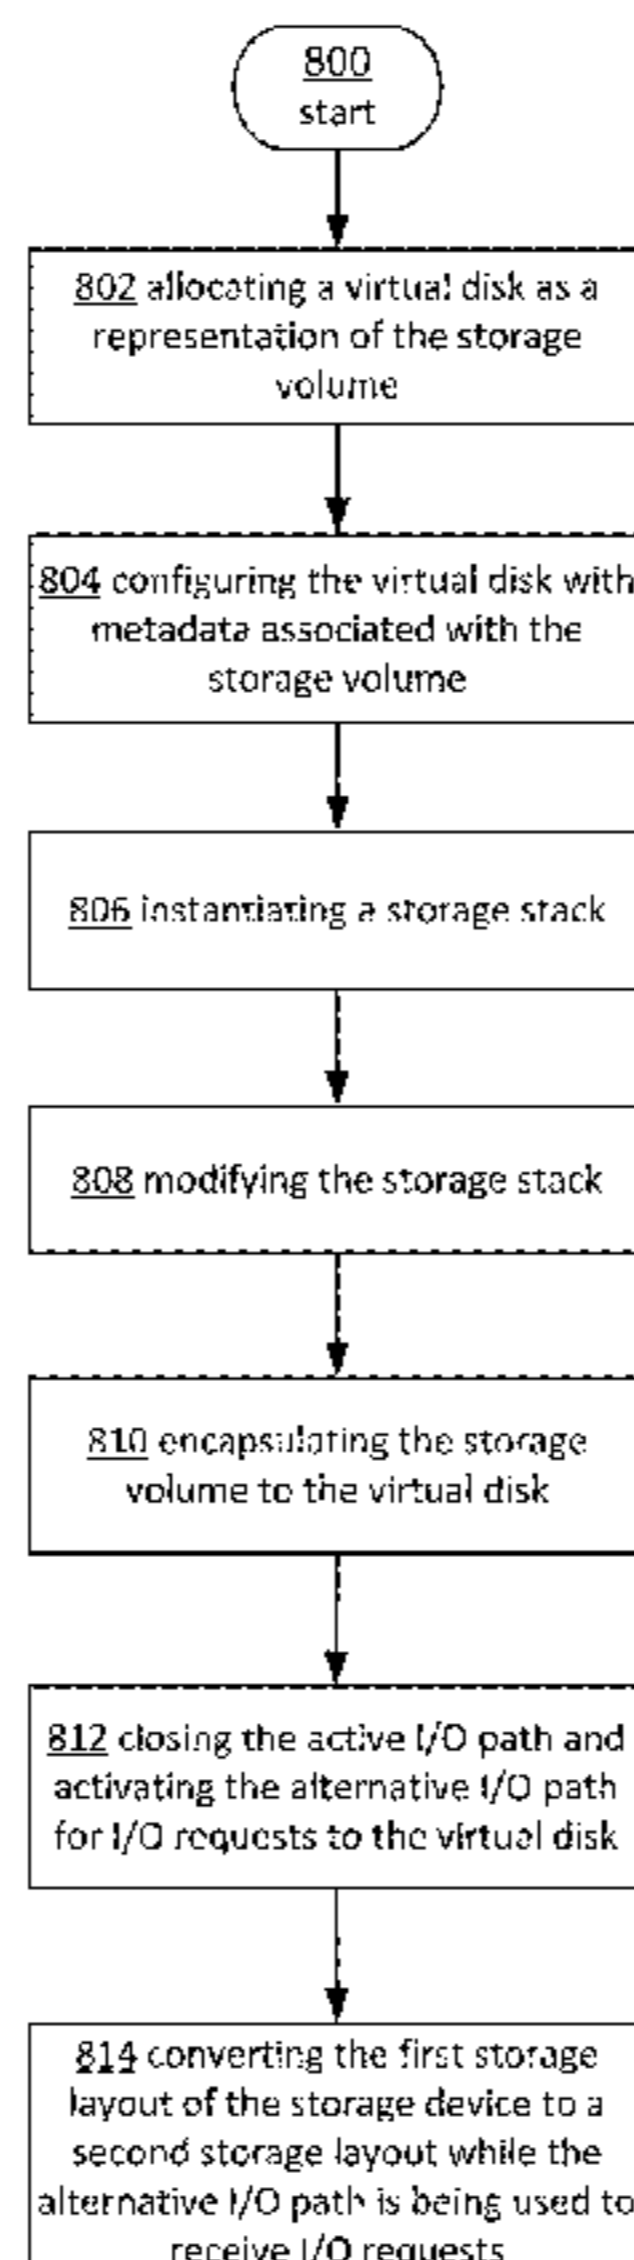 800
start
802 allocating a virtual disk as a
representation of the storage
volume
804 configuring the virtual disk with
metadata associated with the
storage volume
806 instantiating a storage stack
808 modifying the storage stack
810 encapsulating the storage
volume to the virtual disk
812 closing the active I/O path and
activating the alternative I/O path
for I/O requests to the virtual disk
814 converting the first storage
layout of the storage device to a
second storage layout while the
alternative I/O path is being used to
receive I/O requests